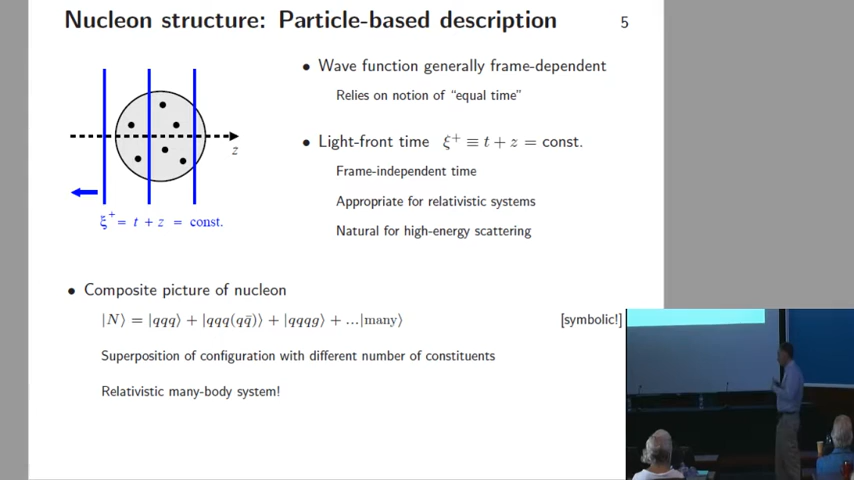 Nucleon structure: Particle-based description
5
• Wave function generally frame-dependent
Relies on notion of “equal time”
• Light-front time ξ⁺ ≡ t + z = const.
Frame-independent time
Appropriate for relativistic systems
Natural for high-energy scattering
z
ξ⁺ = t + z = const.
• Composite picture of nucleon
|N⟩ = |qqq⟩ + |qqq(qq̄)⟩ + |qqqg⟩ + ...|many⟩ [symbolic!]
Superposition of configuration with different number of constituents
Relativistic many-body system!